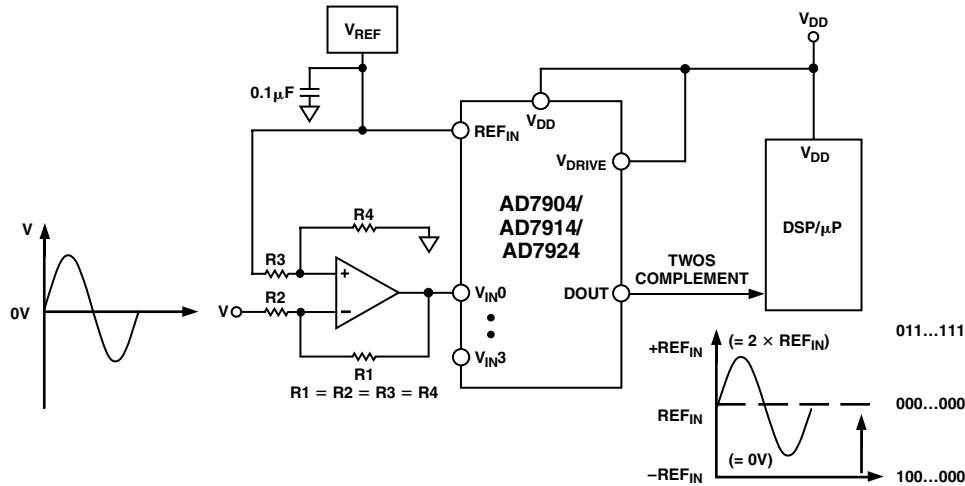 V_REF
0.1µF
V_DD
REF_IN
V_DD
V_DRIVE
V_DD
AD7904/
AD7914/
AD7924
DSP/µP
V
0V
R4
R3
+
R2
V
–
R1
R1 = R2 = R3 = R4
V_IN0
V_IN3
DOUT
TWOS
COMPLEMENT
+REF_IN
(= 2 × REF_IN)
011...111
REF_IN
000...000
(= 0V)
–REF_IN
100...000